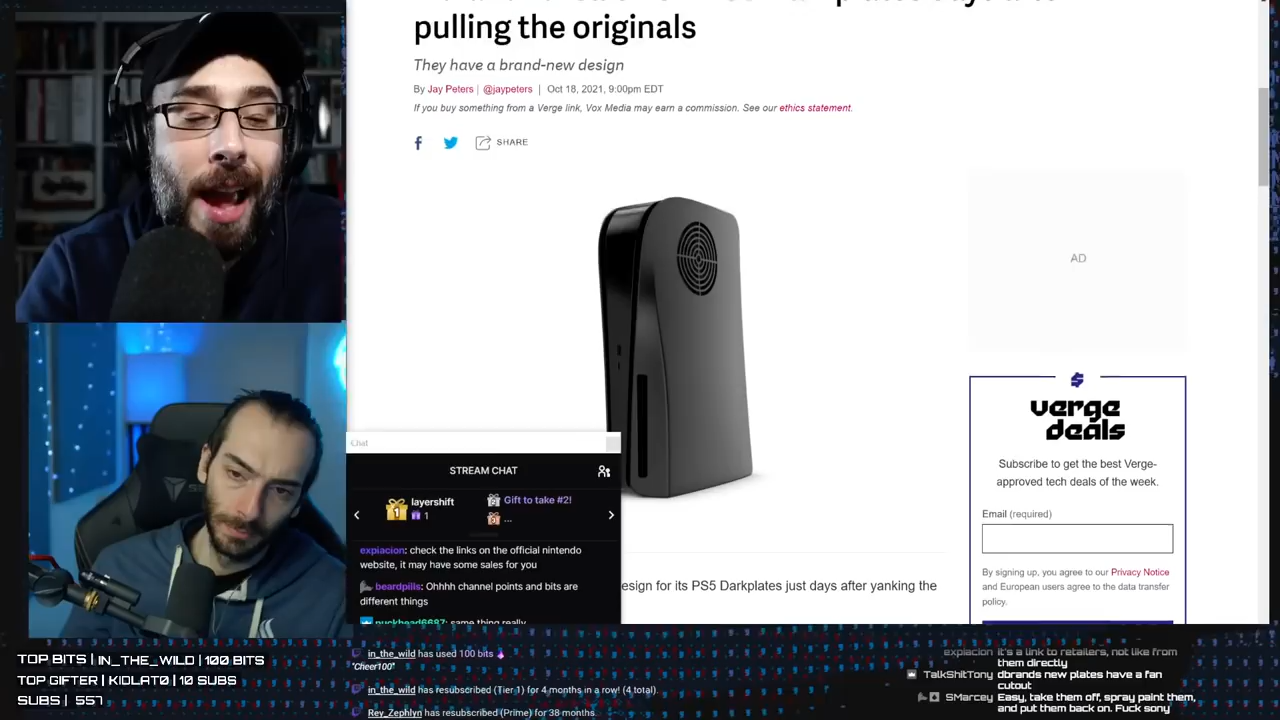 pulling the originals
They have a brand-new design
By Jay Peters | @jaypeters | Oct 18, 2021, 9:00pm EDT
If you buy something from a Verge link, Vox Media may earn a commission. See our ethics statement.
SHARE
AD
verge
deals
Subscribe to get the best Verge-
approved tech deals of the week.
Email (required)
By signing up, you agree to our Privacy Notice
and European users agree to the data transfer
policy.
Chat
STREAM CHAT
1 layershift
1
2 Gift to take #2!
...
expiacion: check the links on the official nintendo
website, it may have some sales for you
beardpills: Ohhhh channel points and bits are
different things
puckhead6687: same thing really
esign for its PS5 Darkplates just days after yanking the
TOP BITS | IN_THE_WILD | 100 BITS
TOP GIFTER | KIDLAT0 | 10 SUBS
SUBS | 557
in_the_wild has used 100 bits
"Cheer100"
in_the_wild has resubscribed (Tier 1) for 4 months in a row! (4 total).
Rev_Zephlyn has resubscribed (Prime) for 38 months.
expiacion it's a link to retailers, not like from
them directly
TalkShitTony dbrands new plates have a fan
cutout
SMarcey Easy, take them off, spray paint them,
and put them back on. Fuck sony